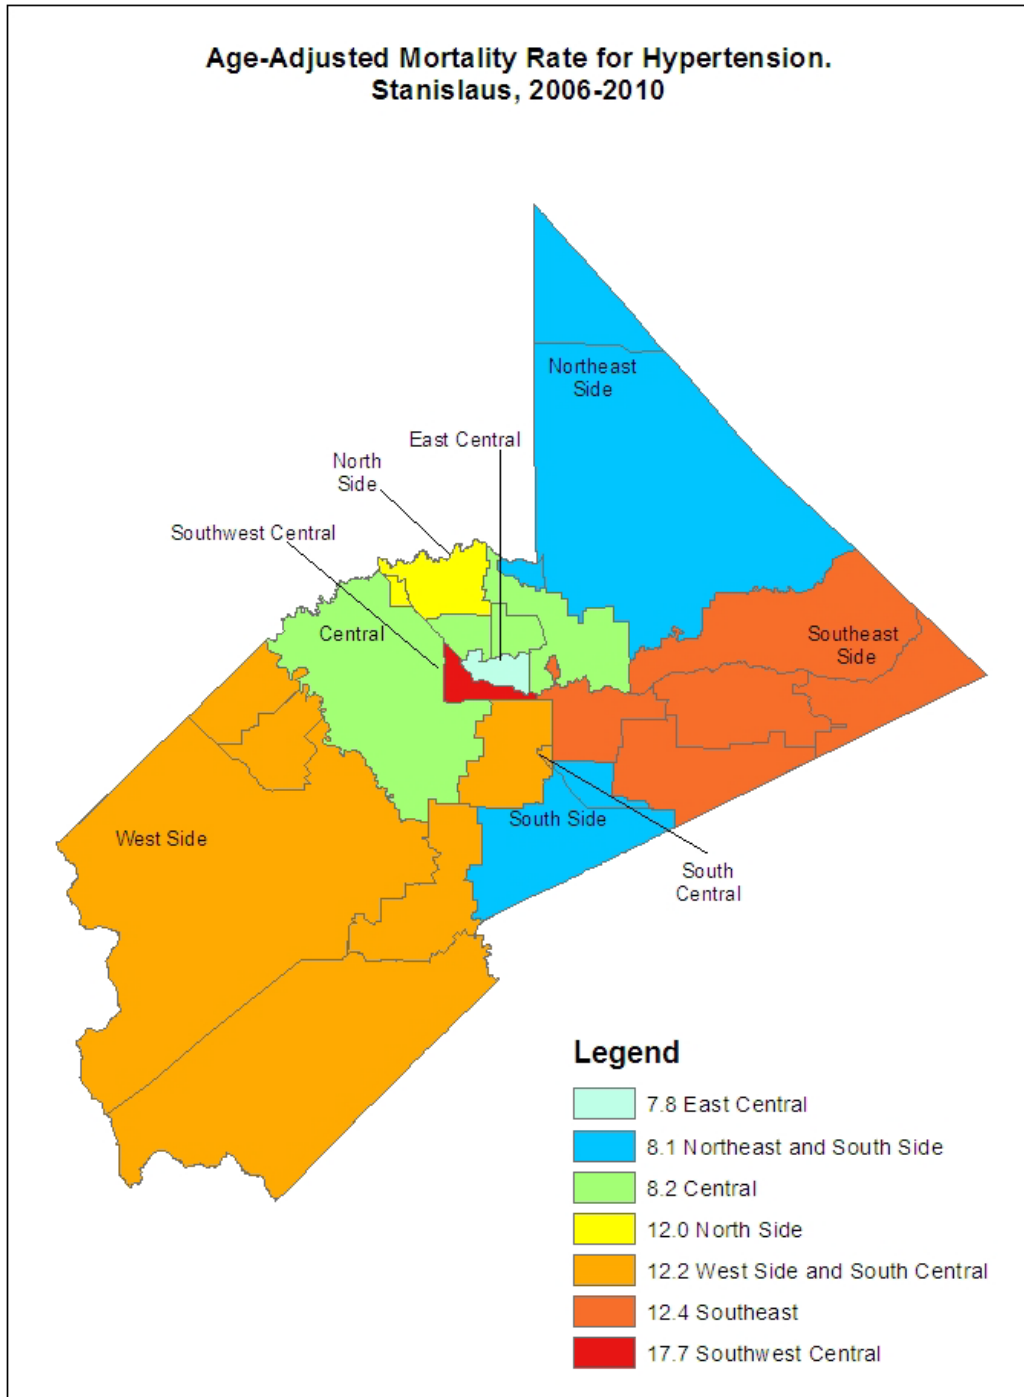 Age-Adjusted Mortality Rate for Hypertension.
Stanislaus, 2006-2010
Northeast
Side
East Central
North
Side
Southwest Central
Central
Southeast
Side
West Side
South Side
South
Central
Legend
7.8 East Central
8.1 Northeast and South Side
8.2 Central
12.0 North Side
12.2 West Side and South Central
12.4 Southeast
17.7 Southwest Central